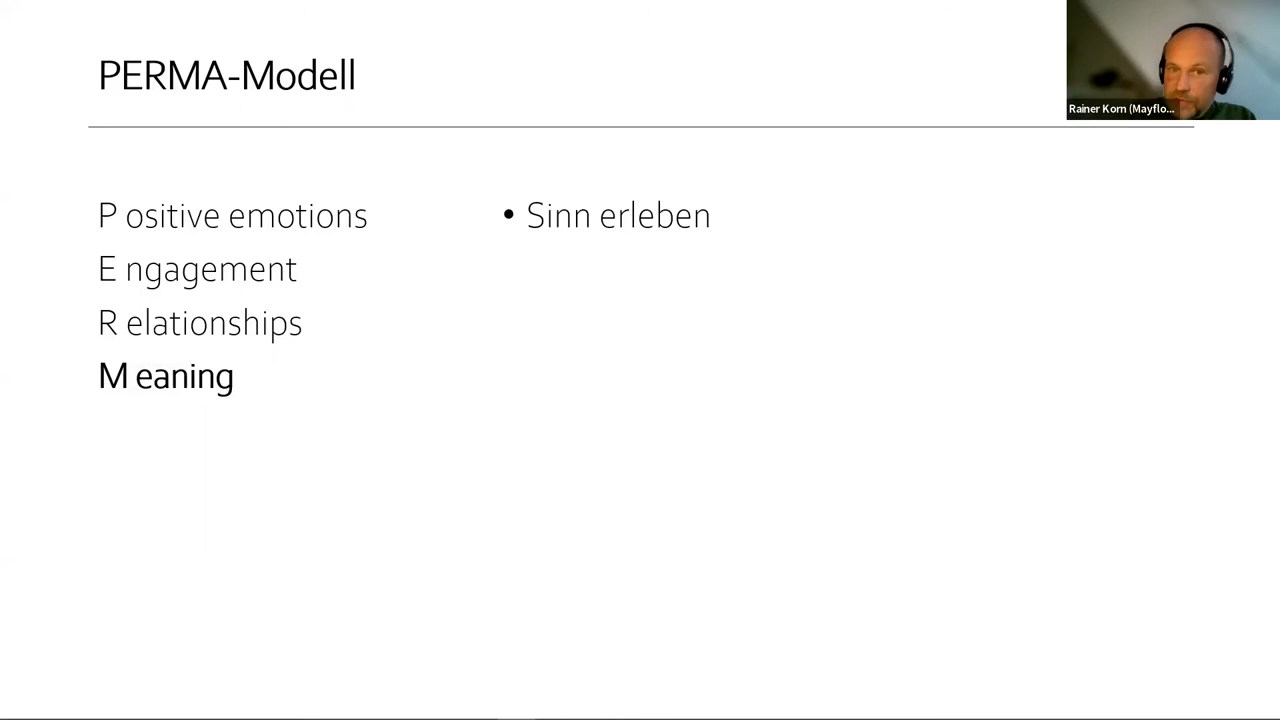 PERMA-Modell
Rainer Korn (Mayflo...
P ositive emotions
• Sinn erleben
E ngagement
R elationships
M eaning